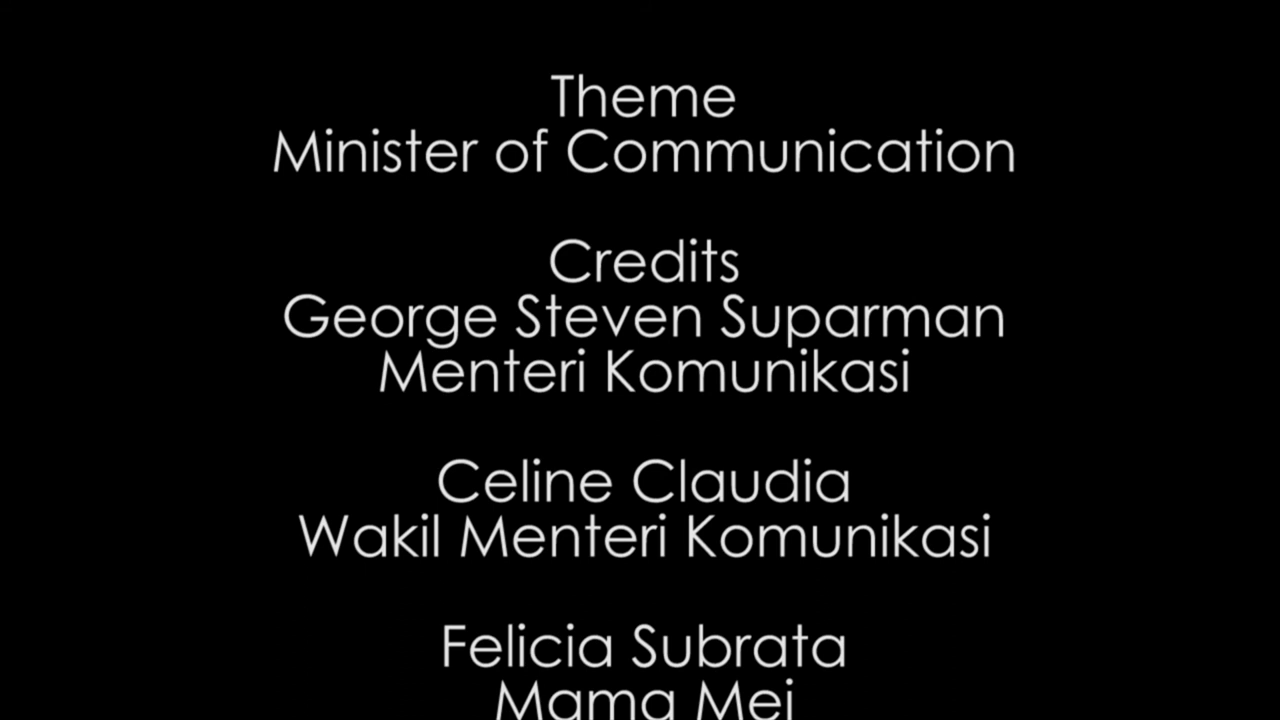 Theme
Minister of Communication
Credits
George Steven Suparman
Menteri Komunikasi
Celine Claudia
Wakil Menteri Komunikasi
Felicia Subrata
Mama Mei